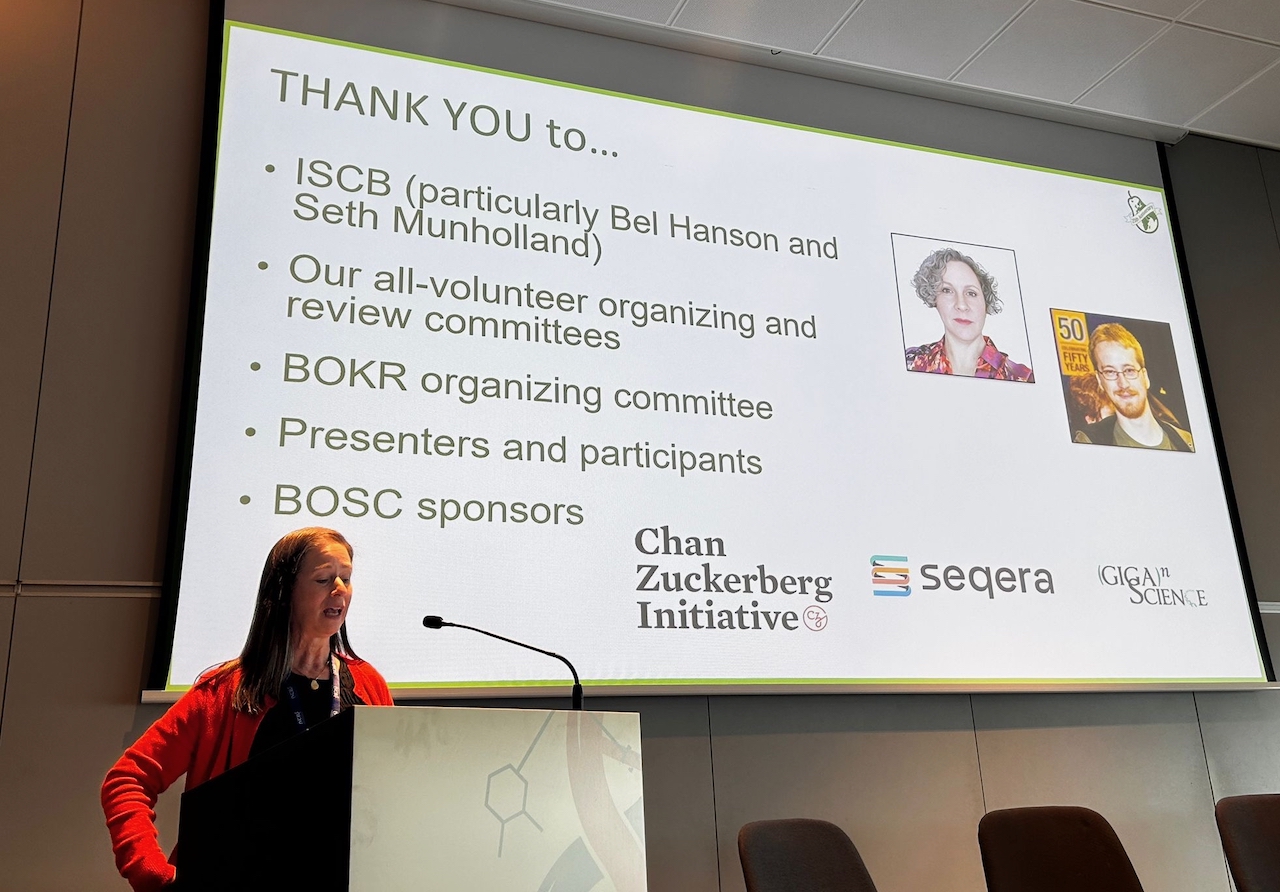 THANK YOU to...
• ISCB (particularly Bel Hanson and
Seth Munholland)
• Our all-volunteer organizing and
review committees
• BOKR organizing committee
• Presenters and participants
• BOSC sponsors
50
FIFTY
YEARS
Chan
Zuckerberg
Initiative
CZI
seqera
(GIGA)n
SCIENCE